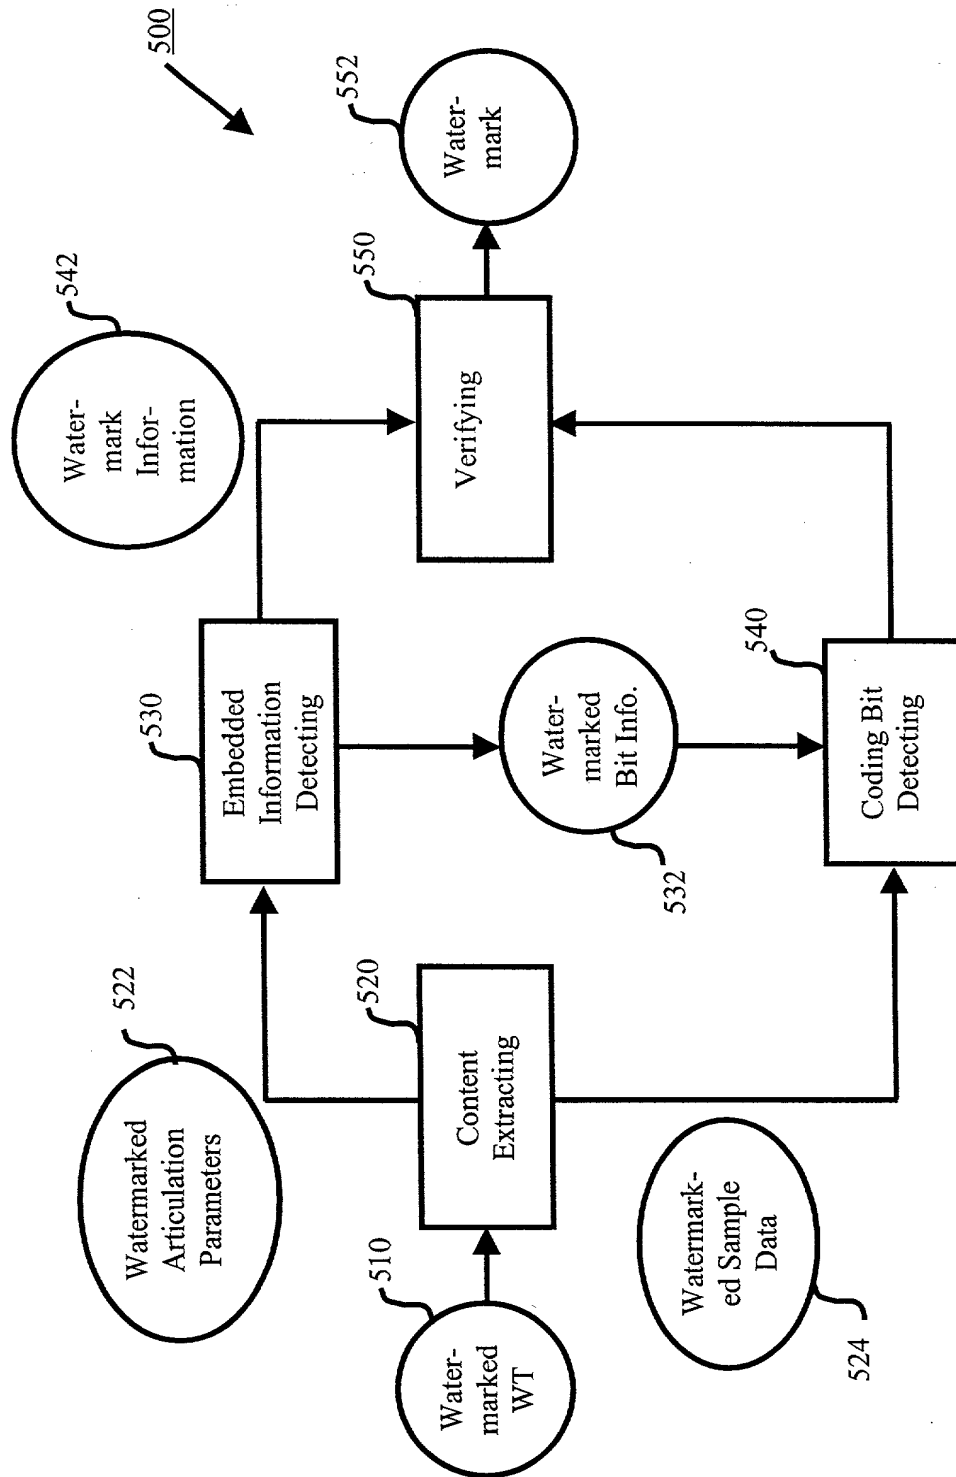 500
542
Water-
mark
Infor-
mation
552
Water-
mark
550
Verifying
530
Embedded
Information
Detecting
Water-
marked
Bit Info.
532
540
Coding Bit
Detecting
522
Watermarked
Articulation
Parameters
520
Content
Extracting
510
Water-
marked
WT
Watermark-
ed Sample
Data
524